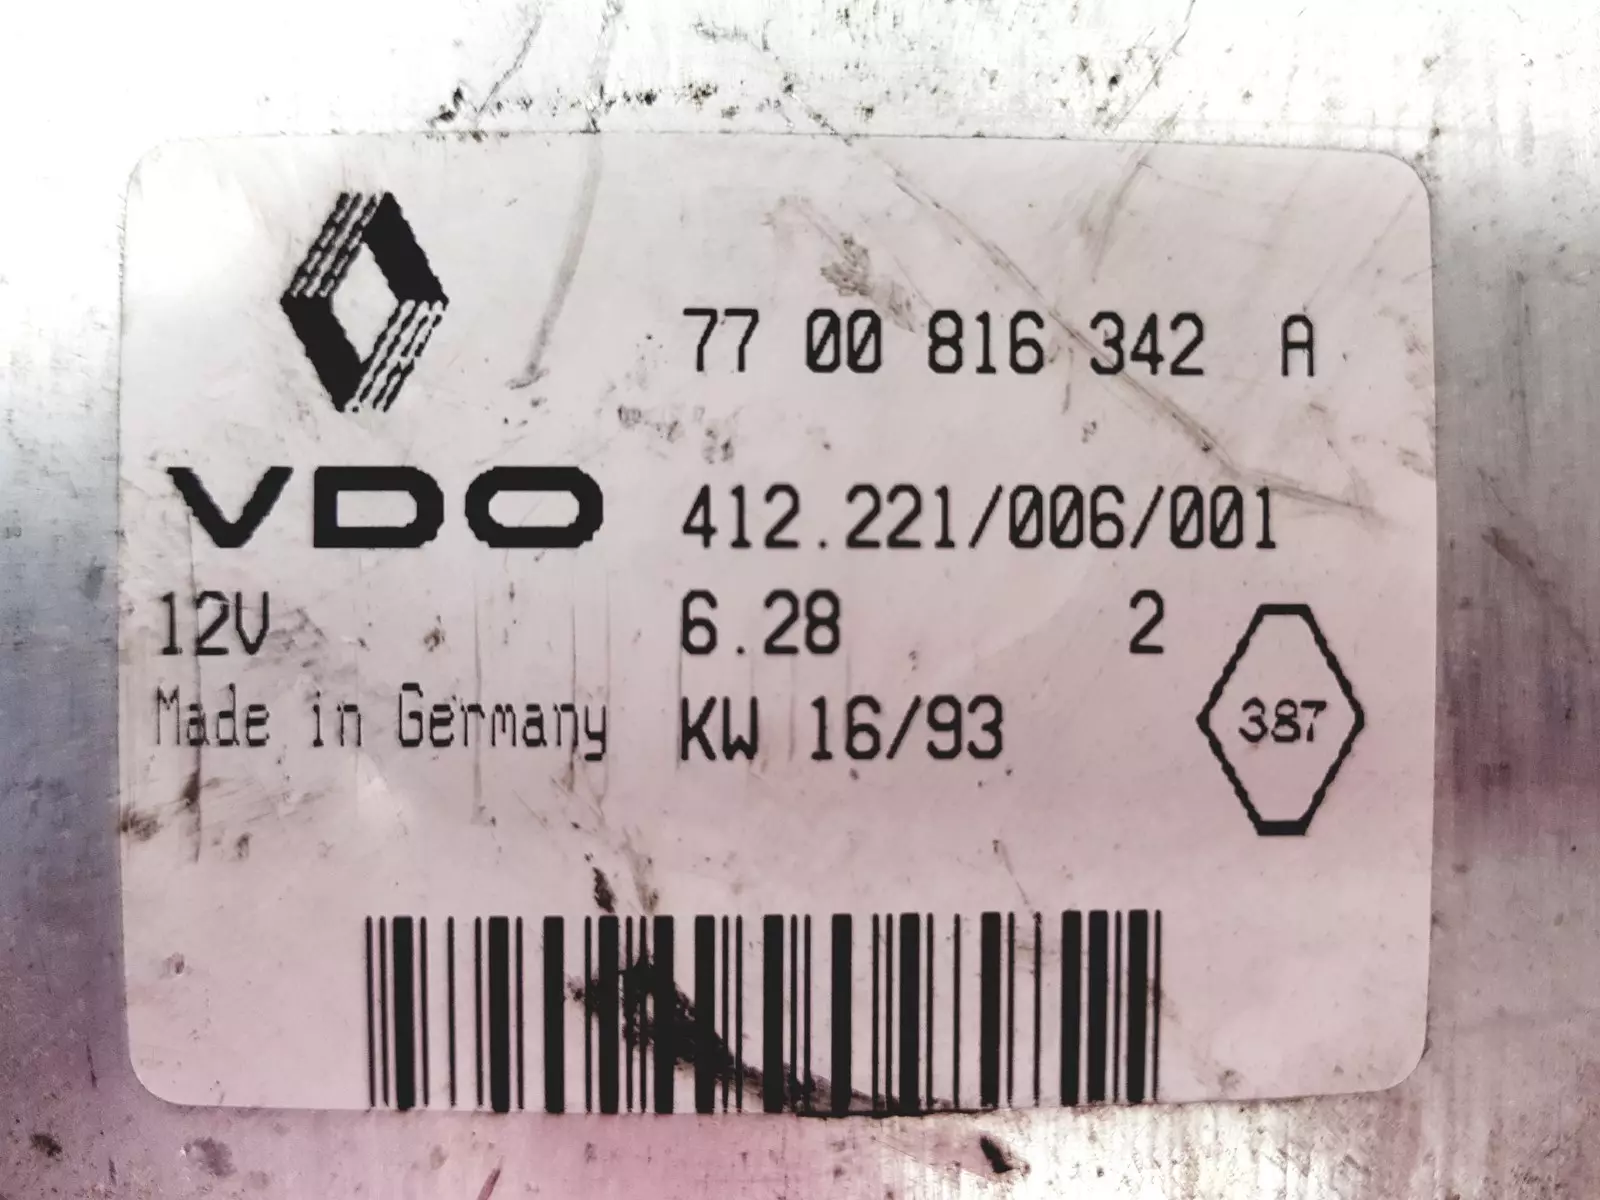 77 00 816 342 A
VDO 412.221/006/001
12V 6.28 2
Made in Germany KW 16/93 387